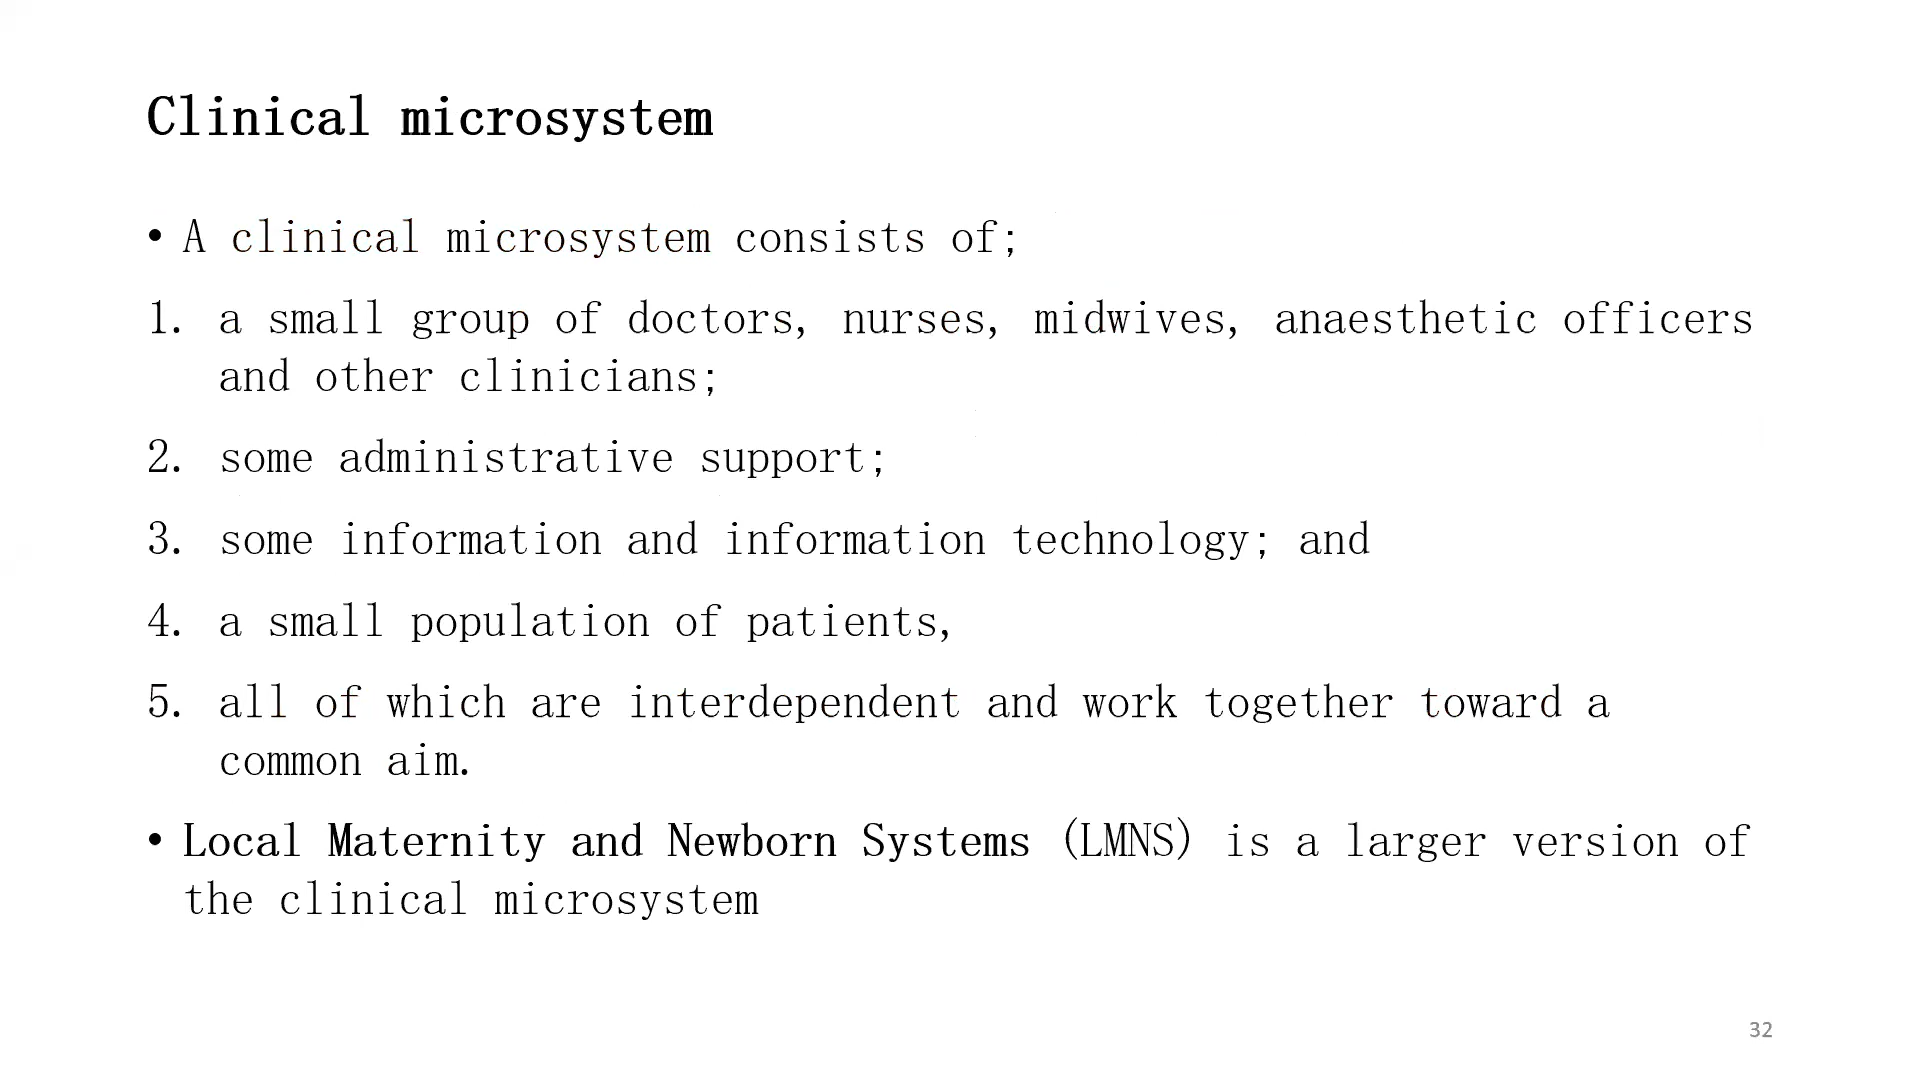 Clinical microsystem
• A clinical microsystem consists of;
1. a small group of doctors, nurses, midwives, anaesthetic officers
and other clinicians;
2. some administrative support;
3. some information and information technology; and
4. a small population of patients,
5. all of which are interdependent and work together toward a
common aim.
• Local Maternity and Newborn Systems (LMNS) is a larger version of
the clinical microsystem
32